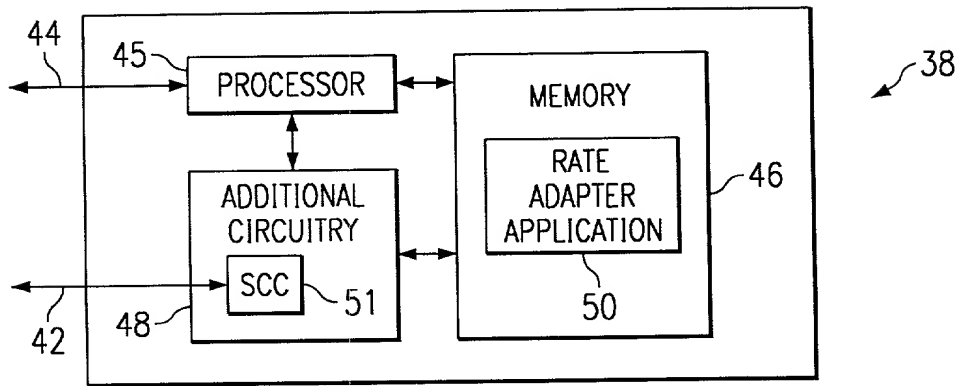 44
45
PROCESSOR
MEMORY
38
RATE
ADAPTER
APPLICATION
46
ADDITIONAL
CIRCUITRY
SCC
51
50
42
48